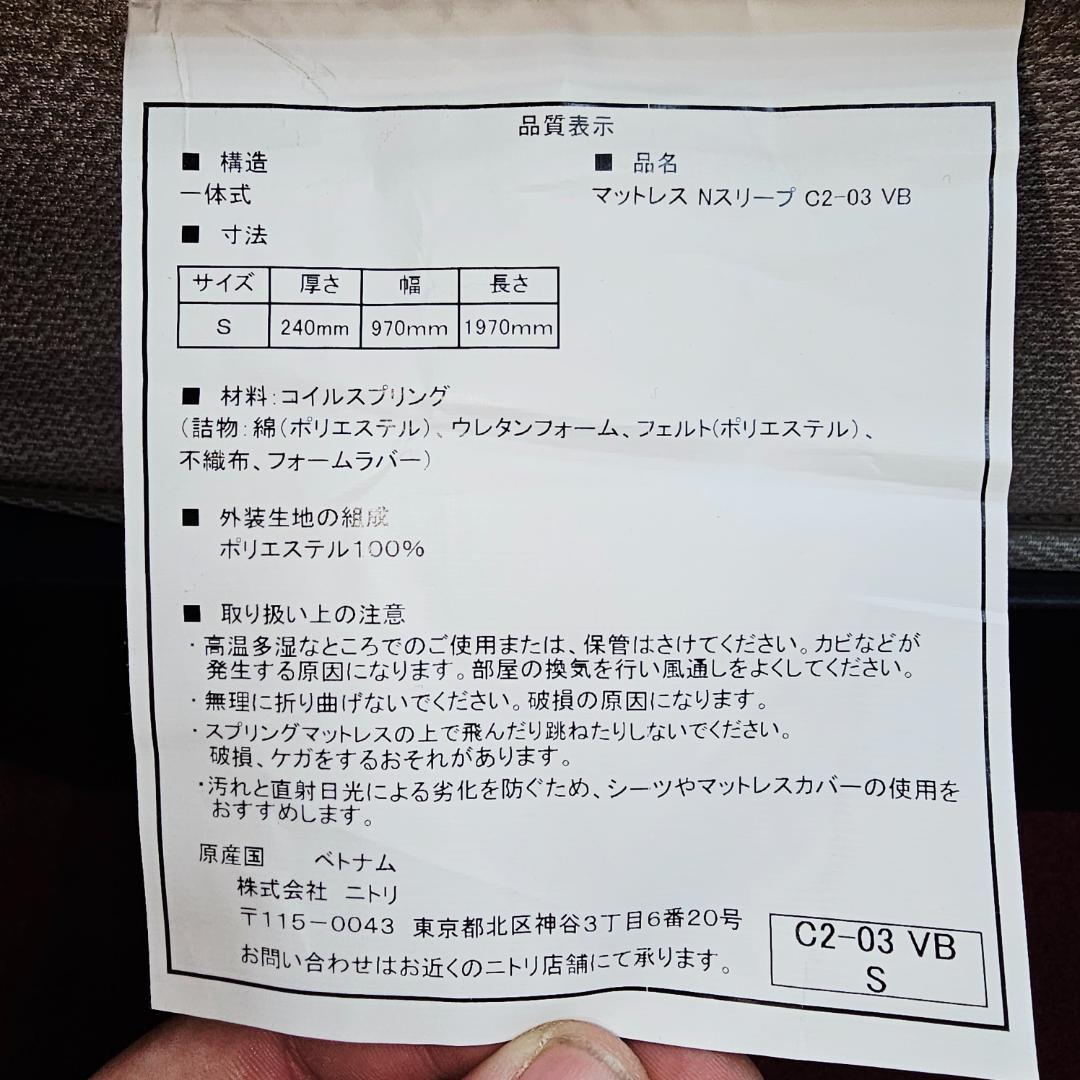 品質表示
■ 構造
一体式
■ 品名
マットレス Nスリープ C2-03 VB
■ 寸法
サイズ 厚さ 幅 長さ
S 240mm 970mm 1970mm
■ 材料:コイルスプリング
(詰物:綿(ポリエステル)、ウレタンフォーム、フェルト(ポリエステル)、
不織布、フォームラバー)
■ 外装生地の組成
ポリエステル100%
■ 取り扱い上の注意
・高温多湿なところでのご使用または、保管はさけてください。カビなどが
発生する原因になります。部屋の換気を行い風通しをよくしてください。
・無理に折り曲げないでください。破損の原因になります。
・スプリングマットレスの上で飛んだり跳ねたりしないでください。
破損、ケガをするおそれがあります。
・汚れと直射日光による劣化を防ぐため、シーツやマットレスカバーの使用を
おすすめします。
原産国 ベトナム
株式会社 ニトリ
〒115-0043 東京都北区神谷3丁目6番20号
お問い合わせはお近くのニトリ店舗にて承ります。
C2-03 VB
S